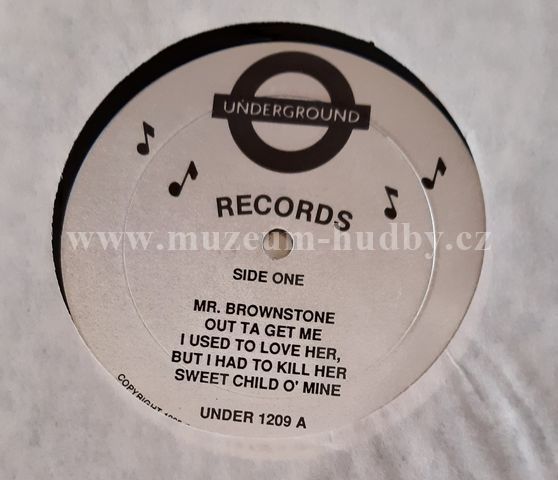 UNDERGROUND
RECORDS
www.muzeum-hudby.cz
SIDE ONE
MR. BROWNSTONE
OUT TA GET ME
I USED TO LOVE HER,
BUT I HAD TO KILL HER
SWEET CHILD O' MINE
UNDER 1209 A
COPYRIGHT